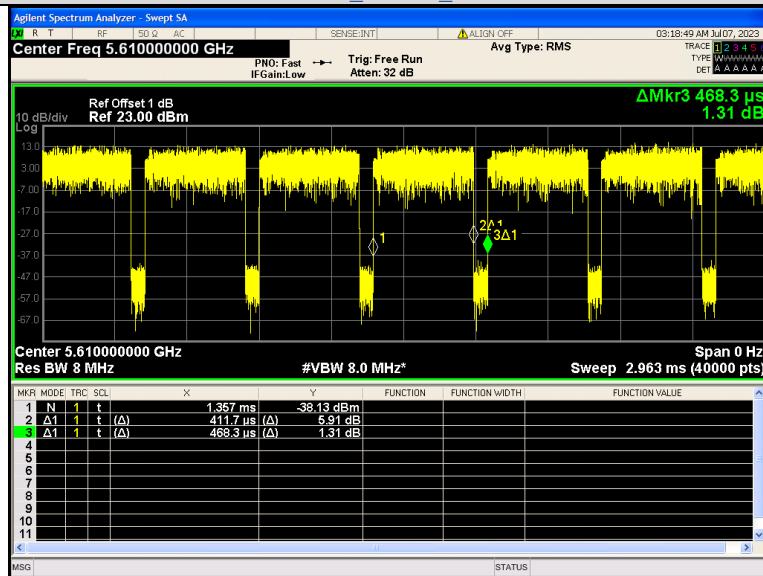 Agilent Spectrum Analyzer - Swept SA
LXI R T RF 50 Ω AC SENSE:INT ALIGN OFF 03:18:49 AM Jul 07, 2023
Center Freq 5.610000000 GHz Avg Type: RMS TRACE 1 2 3 4 5
PNO: Fast Trig: Free Run TYPE W
IFGain:Low Atten: 32 dB DET A A A A A
ΔMkr3 468.3 µs
Ref Offset 1 dB
10 dB/div Ref 23.00 dBm 1.31 dB
Log
13.0
3.00
-7.00
-17.0
-27.0
1 2Δ1 3Δ1
-37.0
-47.0
-57.0
-67.0
Center 5.610000000 GHz Span 0 Hz
Res BW 8 MHz #VBW 8.0 MHz* Sweep 2.963 ms (40000 pts)
MKR MODE TRC SCL X Y FUNCTION FUNCTION WIDTH FUNCTION VALUE
1 N 1 t 1.357 ms -38.13 dBm
2 Δ1 1 t (Δ) 411.7 µs (Δ) 5.91 dB
3 Δ1 1 t (Δ) 468.3 µs (Δ) 1.31 dB
4
5
6
7
8
9
10
11
MSG STATUS